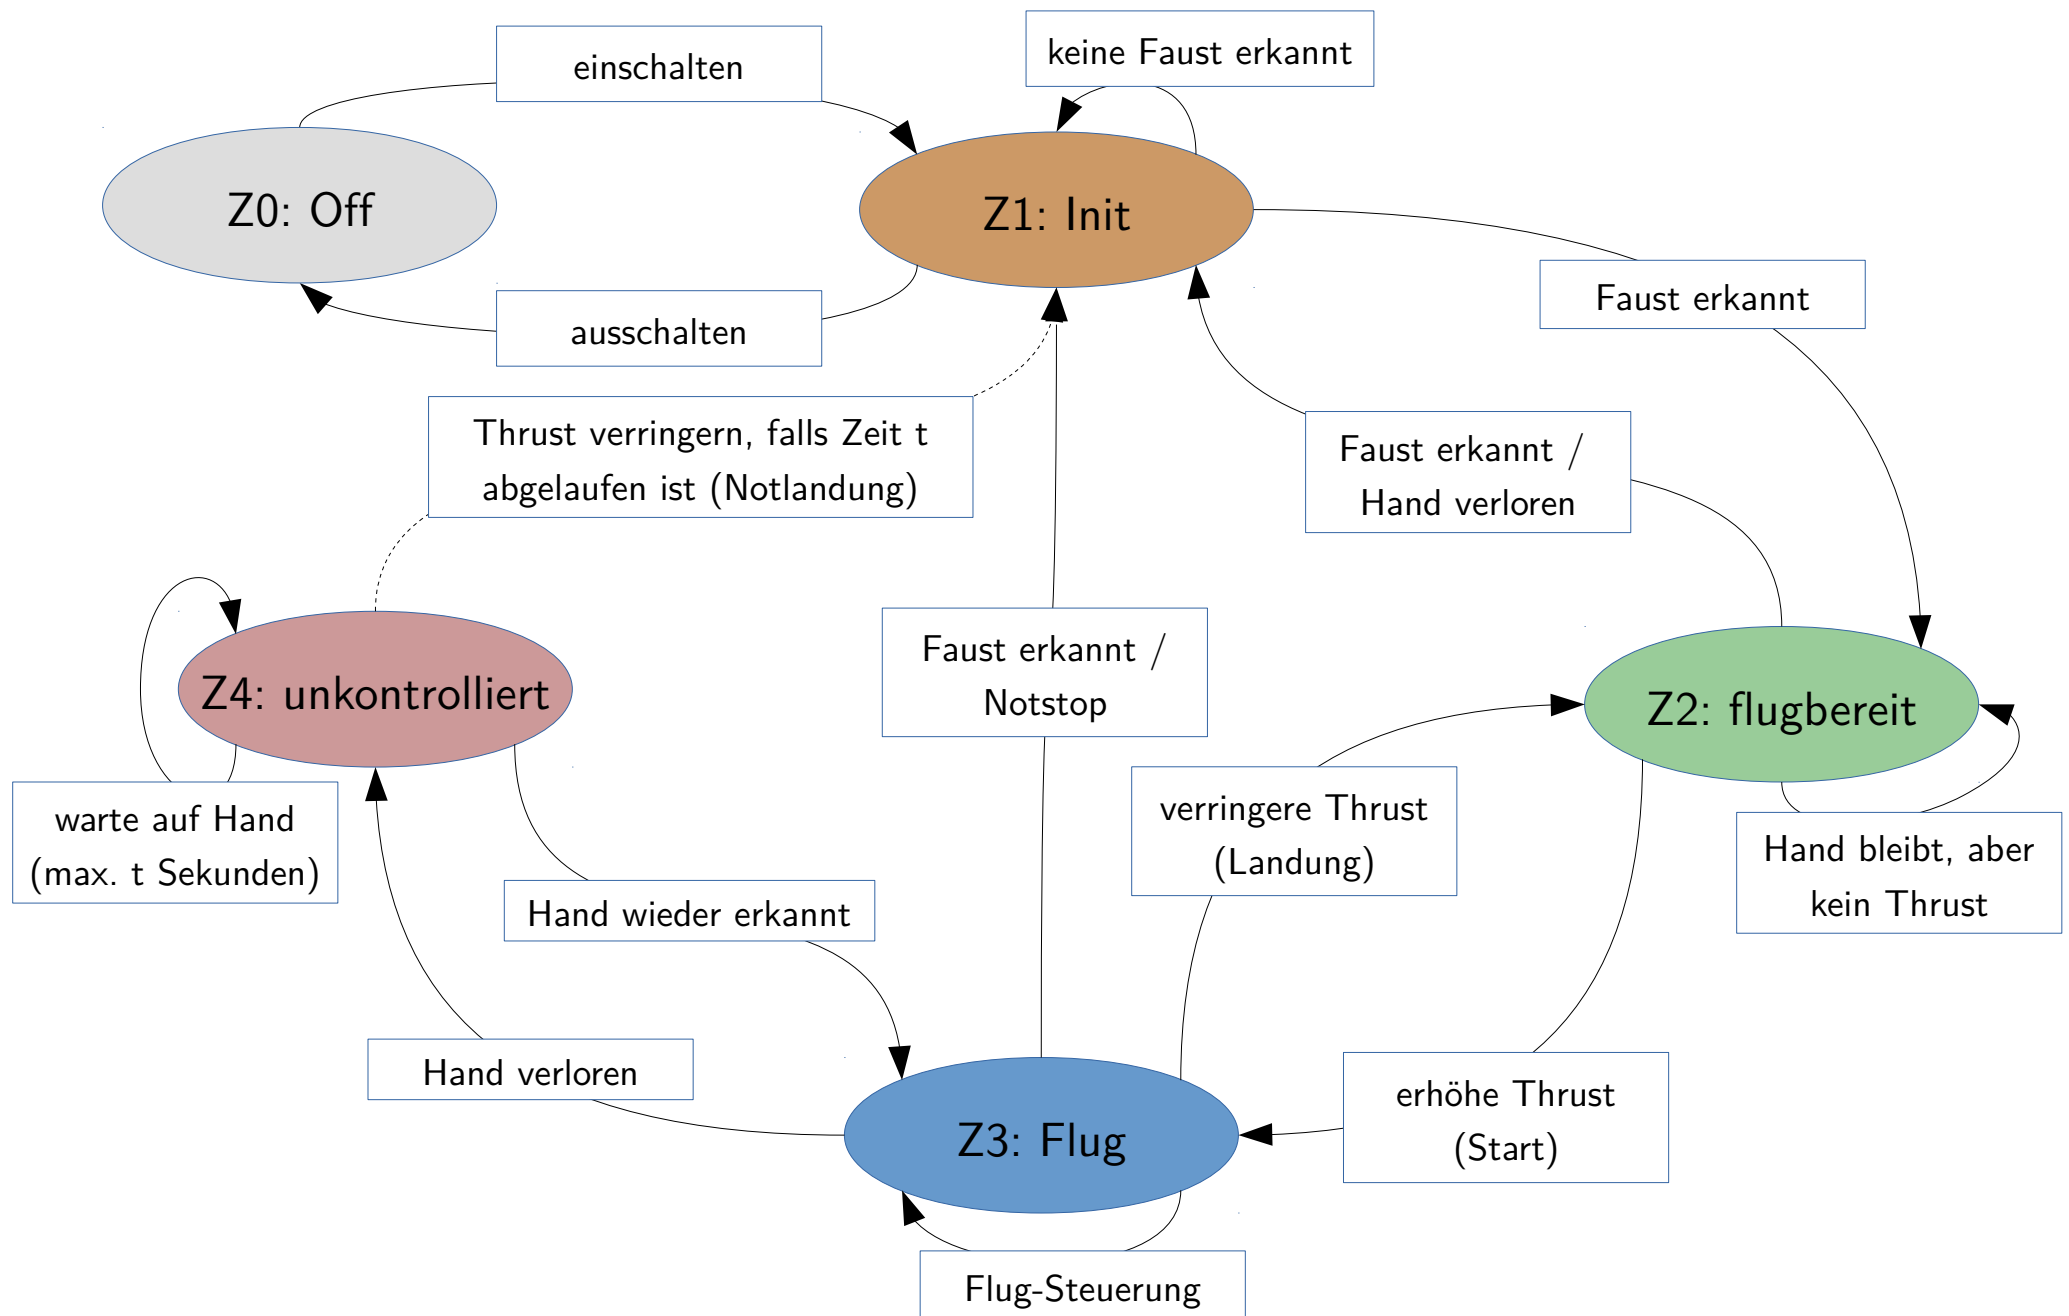 einschalten
keine Faust erkannt
Z0: Off
Z1: Init
Faust erkannt
ausschalten
Thrust verringern, falls Zeit t
abgelaufen ist (Notlandung)
Faust erkannt /
Hand verloren
Faust erkannt /
Notstop
Z4: unkontrolliert
Z2: flugbereit
verringere Thrust
(Landung)
warte auf Hand
(max. t Sekunden)
Hand bleibt, aber
kein Thrust
Hand wieder erkannt
Hand verloren
erhöhe Thrust
(Start)
Z3: Flug
Flug-Steuerung